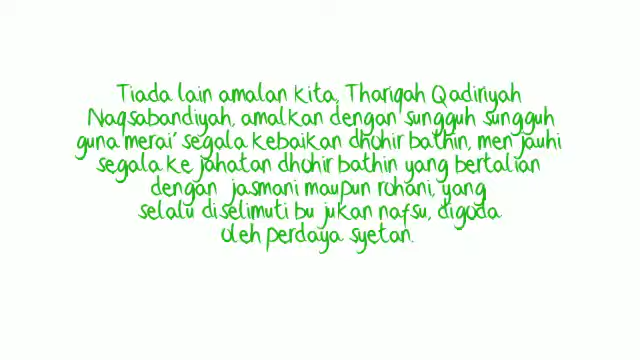 Tiada lain amalan kita, Thariqah Qadiriyah
Naqsabandiyah, amalkan dengan sungguh sungguh
guna merai' segala kebaikan dhohir bathin, men jauhi
segala ke jahatan dhohir bathin yang bertalian
dengan jasmani maupun rohani, yang
selalu diselimuti bu jukan nafsu, digoda
oleh perdaya syetan.